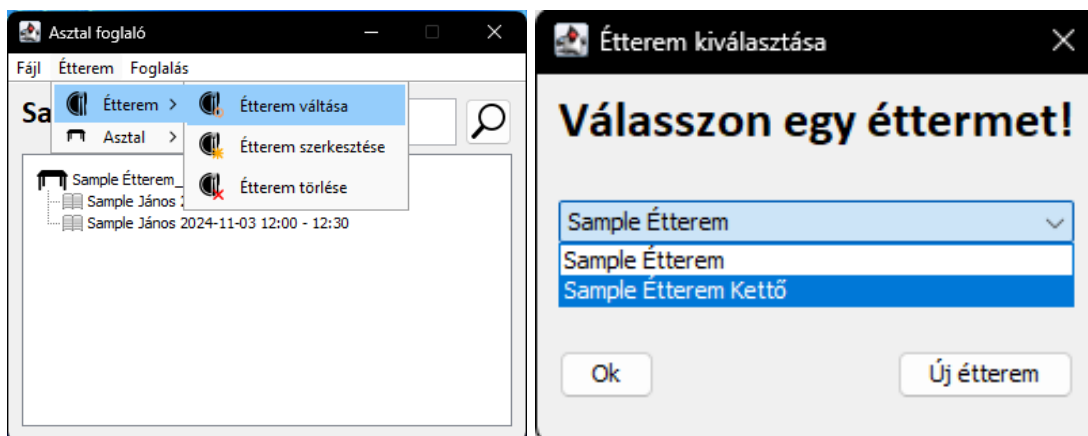 Asztal foglaló
Fájl Étterem Foglalás
Sa
Étterem
Asztal
Étterem váltása
Étterem szerkesztése
Étterem törlése
Sample Étterem_
Sample János 2
Sample János 2024-11-03 12:00 - 12:30
Étterem kiválasztása
Válasszon egy éttermet!
Sample Étterem
Sample Étterem
Sample Étterem Kettő
Ok
Új étterem